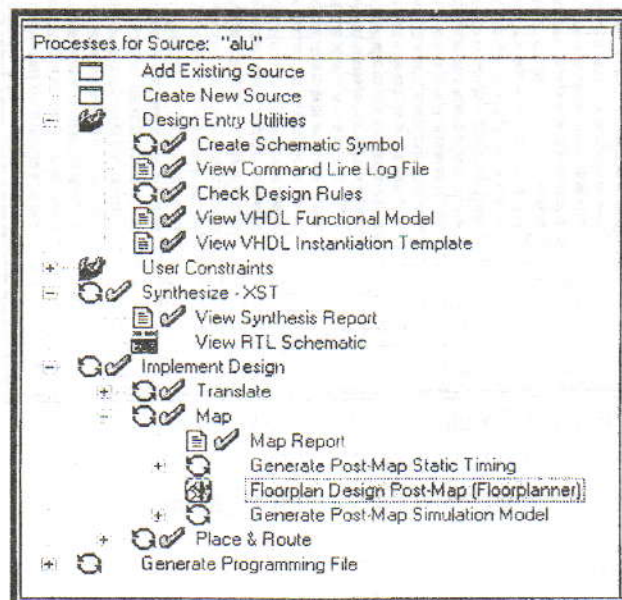 Processes for Source: "alu"
Add Existing Source
Create New Source
Design Entry Utilities
Create Schematic Symbol
View Command Line Log File
Check Design Rules
View VHDL Functional Model
View VHDL Instantiation Template
User Constraints
Synthesize - XST
View Synthesis Report
View RTL Schematic
Implement Design
Translate
Map
Map Report
Generate Post-Map Static Timing
Floorplan Design Post-Map (Floorplanner)
Generate Post-Map Simulation Model
Place & Route
Generate Programming File